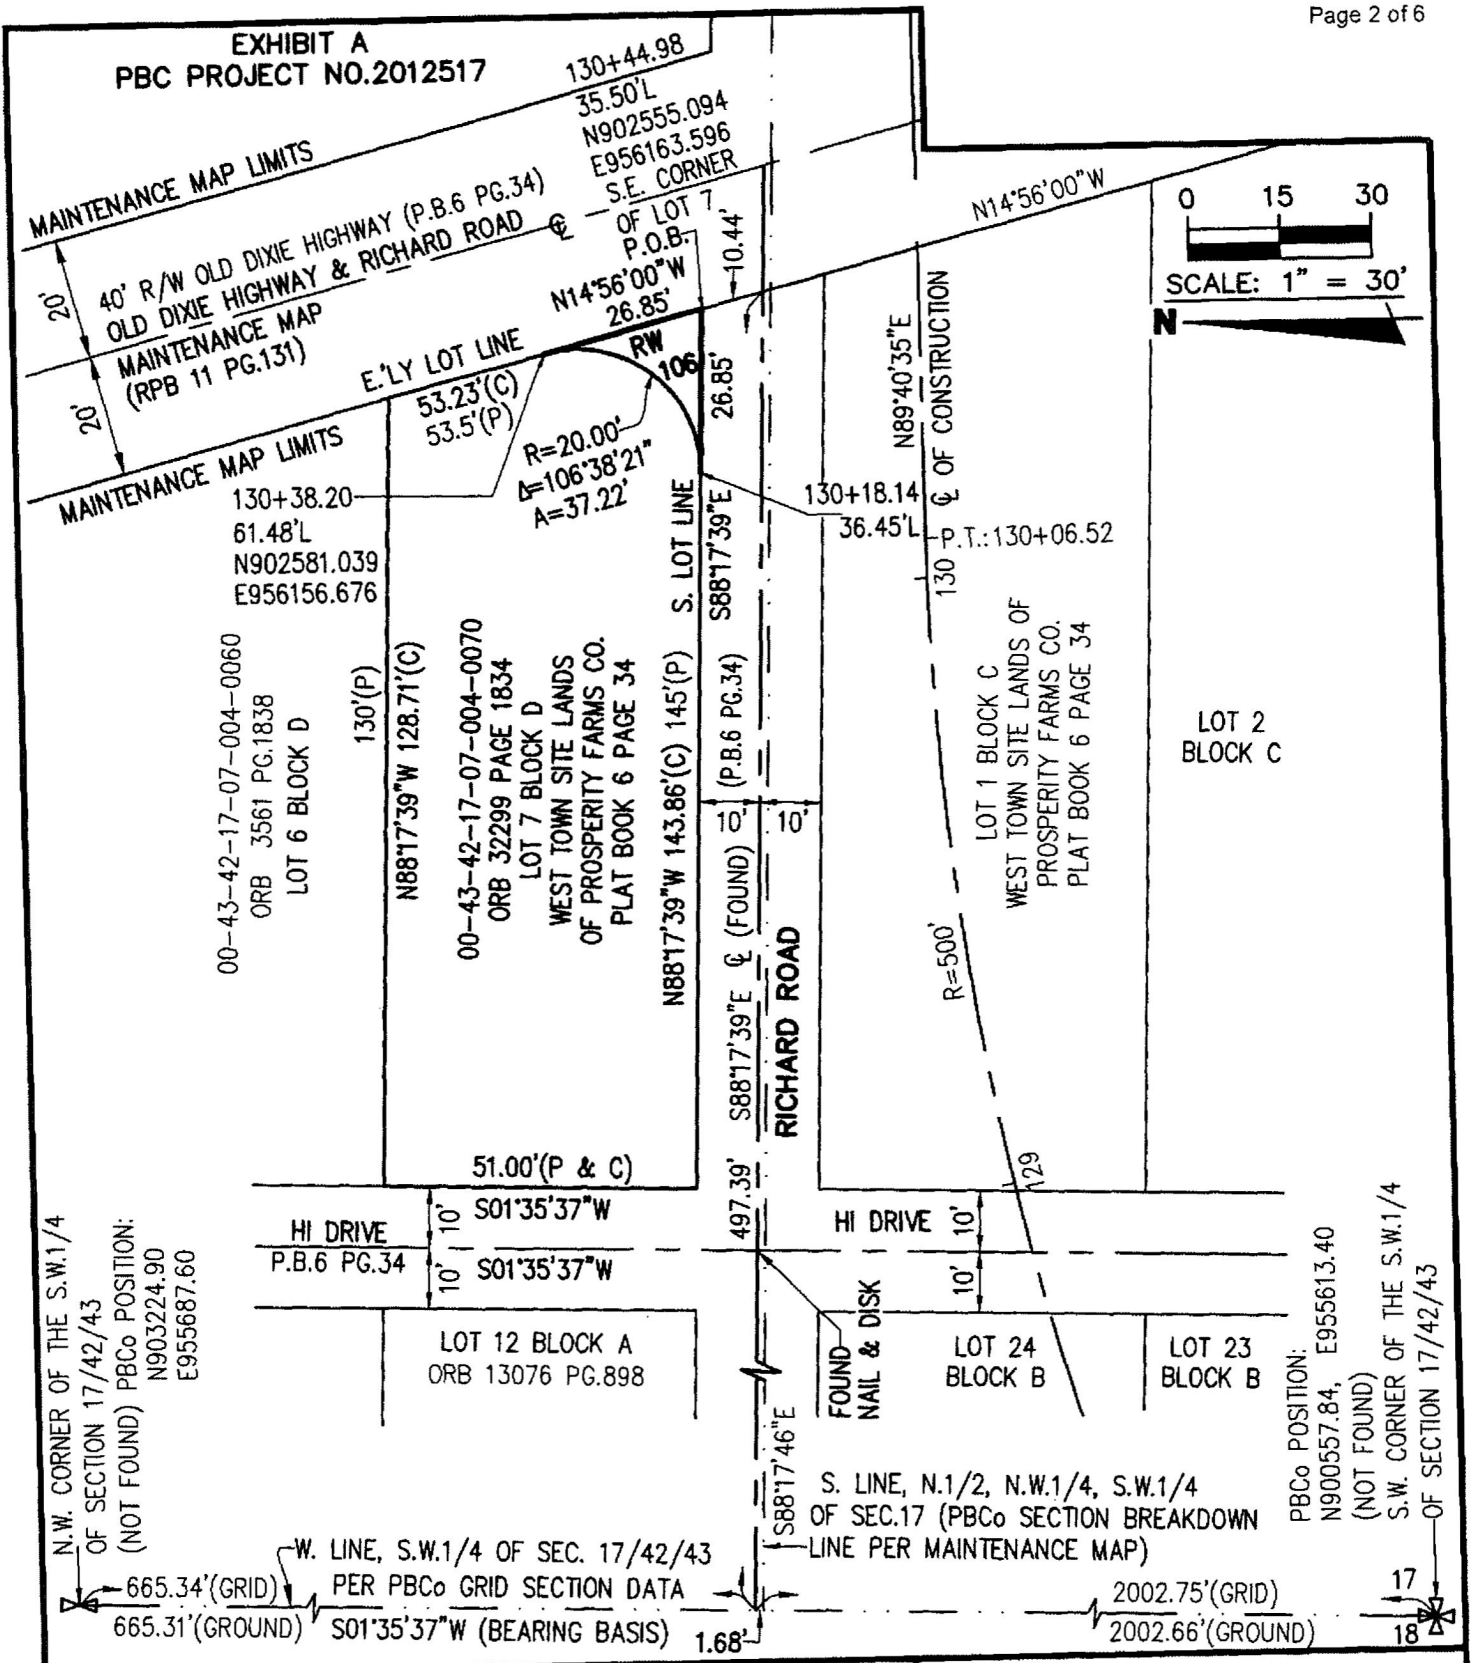 Page 2 of 6
EXHIBIT A
PBC PROJECT NO.2012517
130+44.98
35.50'L
N902555.094
E956163.596
S.E. CORNER
OF LOT 7
P.O.B.
MAINTENANCE MAP LIMITS
40' R/W OLD DIXIE HIGHWAY (P.B.6 PG.34)
OLD DIXIE HIGHWAY & RICHARD ROAD ℄
MAINTENANCE MAP
(RPB 11 PG.131)
20'
20'
N14°56'00"W
0 15 30
SCALE: 1" = 30'
N
10.44'
N14°56'00"W
26.85'
RW
106
26.85'
E.'LY LOT LINE
53.23'(C)
53.5'(P)
R=20.00'
Δ=106°38'21"
A=37.22'
MAINTENANCE MAP LIMITS
130+38.20
61.48'L
N902581.039
E956156.676
N89°40'35"E
℄ OF CONSTRUCTION
130+18.14
36.45'L
P.T.:130+06.52
130
S. LOT LINE
S88°17'39"E
00-43-42-17-07-004-0060
ORB 3561 PG.1838
LOT 6 BLOCK D
130'(P)
N88°17'39"W 128.71'(C)
00-43-42-17-07-004-0070
ORB 32299 PAGE 1834
LOT 7 BLOCK D
WEST TOWN SITE LANDS
OF PROSPERITY FARMS CO.
PLAT BOOK 6 PAGE 34
N88°17'39"W 143.86'(C) 145'(P)
(P.B.6 PG.34)
10' 10'
S88°17'39"E ℄ (FOUND)
RICHARD ROAD
LOT 1 BLOCK C
WEST TOWN SITE LANDS OF
PROSPERITY FARMS CO.
PLAT BOOK 6 PAGE 34
LOT 2
BLOCK C
R=500'
129
51.00'(P & C)
S01°35'37"W
497.39'
HI DRIVE
P.B.6 PG.34
10'
10'
S01°35'37"W
HI DRIVE
10'
10'
FOUND
NAIL & DISK
LOT 12 BLOCK A
ORB 13076 PG.898
LOT 24
BLOCK B
LOT 23
BLOCK B
N.W. CORNER OF THE S.W.1/4
OF SECTION 17/42/43
(NOT FOUND) PBCo POSITION:
N903224.90
E955687.60
PBCo POSITION:
N900557.84, E955613.40
(NOT FOUND)
S.W. CORNER OF THE S.W.1/4
OF SECTION 17/42/43
S88°17'46"E
S. LINE, N.1/2, N.W.1/4, S.W.1/4
OF SEC.17 (PBCo SECTION BREAKDOWN
LINE PER MAINTENANCE MAP)
W. LINE, S.W.1/4 OF SEC. 17/42/43
PER PBCo GRID SECTION DATA
665.34'(GRID)
665.31'(GROUND)
S01°35'37"W (BEARING BASIS)
1.68'
2002.75'(GRID)
2002.66'(GROUND)
17
18